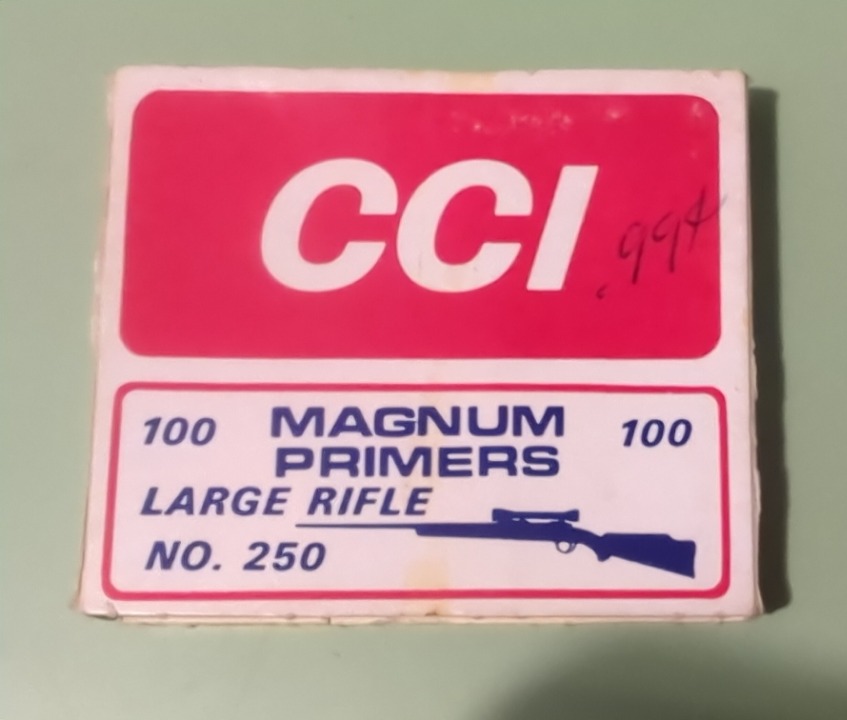 CCI
.99¢
100 MAGNUM 100
PRIMERS
LARGE RIFLE
NO. 250